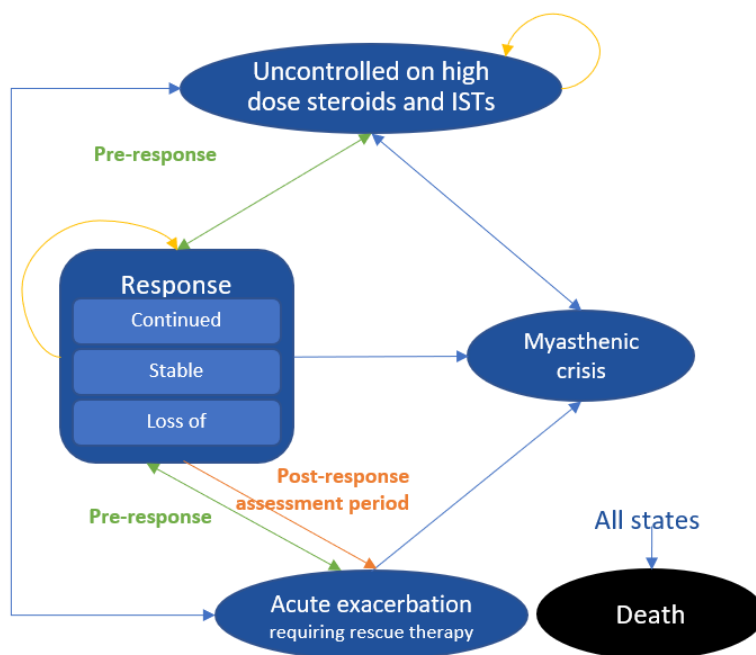 Uncontrolled on high
dose steroids and ISTs
Pre-response
Response
Continued
Stable
Loss of
Myasthenic
crisis
Post-response
assessment period
Pre-response
All states
Acute exacerbation
requiring rescue therapy
Death